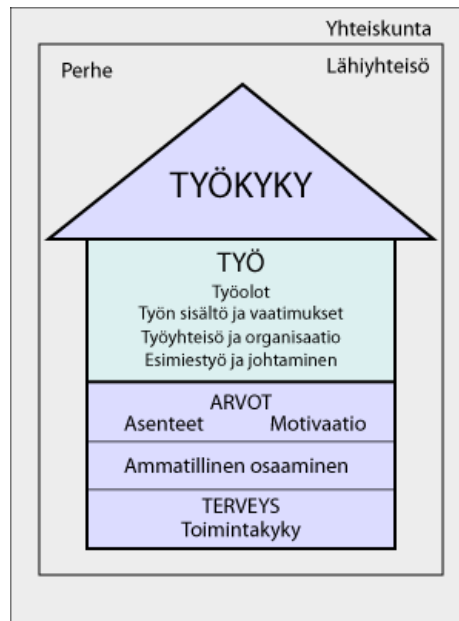 Yhteiskunta
Perhe Lähiyhteisö
TYÖKYKY
TYÖ
Työolot
Työn sisältö ja vaatimukset
Työyhteisö ja organisaatio
Esimiestyö ja johtaminen
ARVOT
Asenteet Motivaatio
Ammatillinen osaaminen
TERVEYS
Toimintakyky